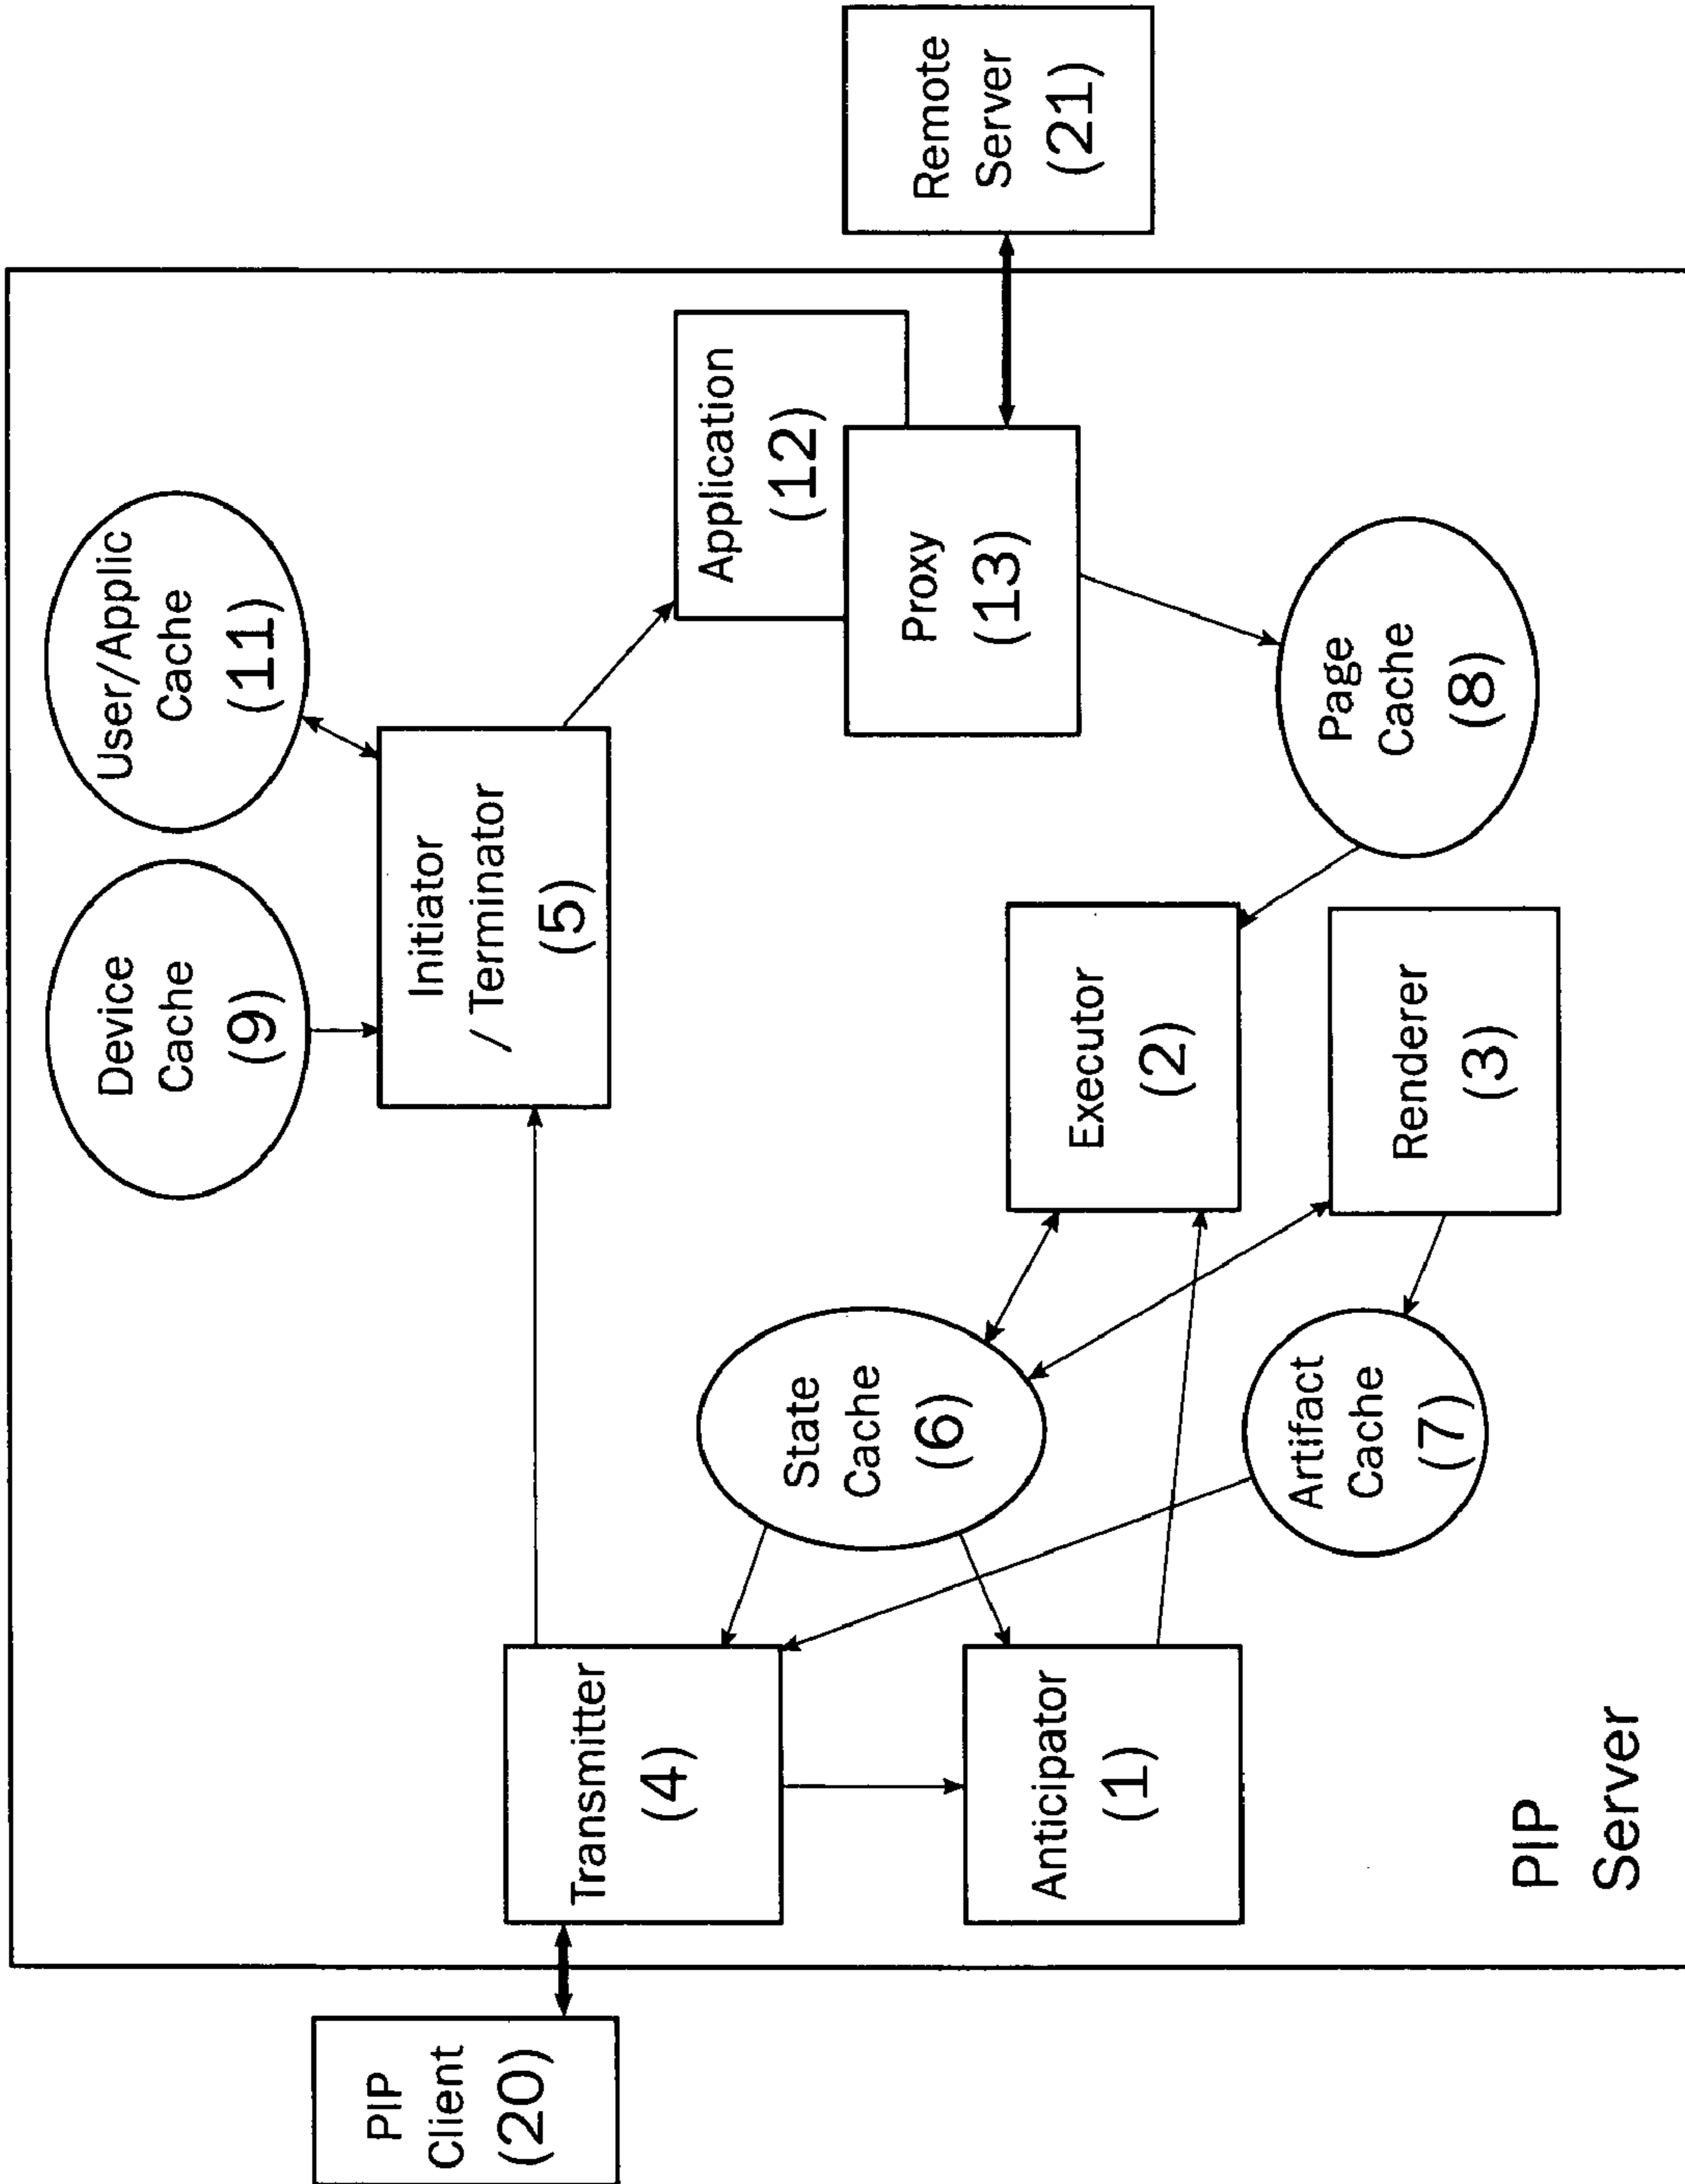 Device
Cache
(9)
User/Applic
Cache
(11)
Initiator
/Terminator
(5)
PIP
Client
(20)
Transmitter
(4)
Application
(12)
State
Cache
(6)
Proxy
(13)
Remote
Server
(21)
Anticipator
(1)
Executor
(2)
Artifact
Cache
(7)
Renderer
(3)
Page
Cache
(8)
PIP
Server